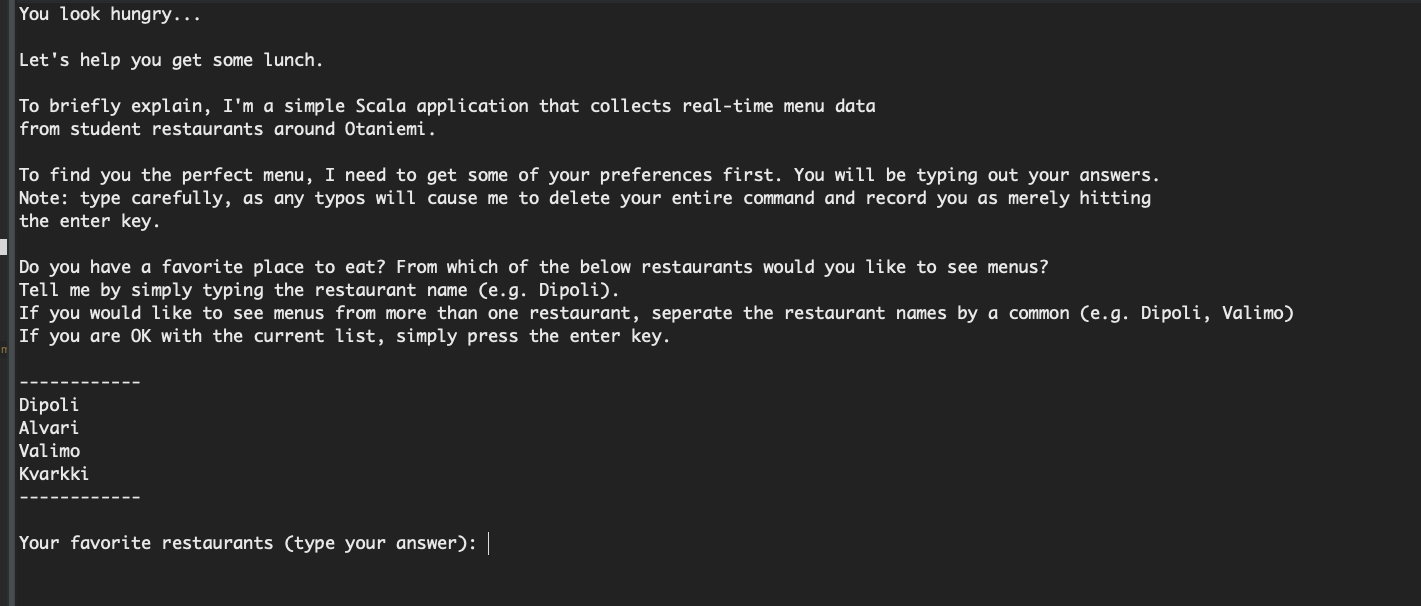 You look hungry...
Let's help you get some lunch.
To briefly explain, I'm a simple Scala application that collects real-time menu data
from student restaurants around Otaniemi.
To find you the perfect menu, I need to get some of your preferences first. You will be typing out your answers.
Note: type carefully, as any typos will cause me to delete your entire command and record you as merely hitting
the enter key.
Do you have a favorite place to eat? From which of the below restaurants would you like to see menus?
Tell me by simply typing the restaurant name (e.g. Dipoli).
If you would like to see menus from more than one restaurant, seperate the restaurant names by a common (e.g. Dipoli, Valimo)
If you are OK with the current list, simply press the enter key.
------------
Dipoli
Alvari
Valimo
Kvarkki
------------
Your favorite restaurants (type your answer):